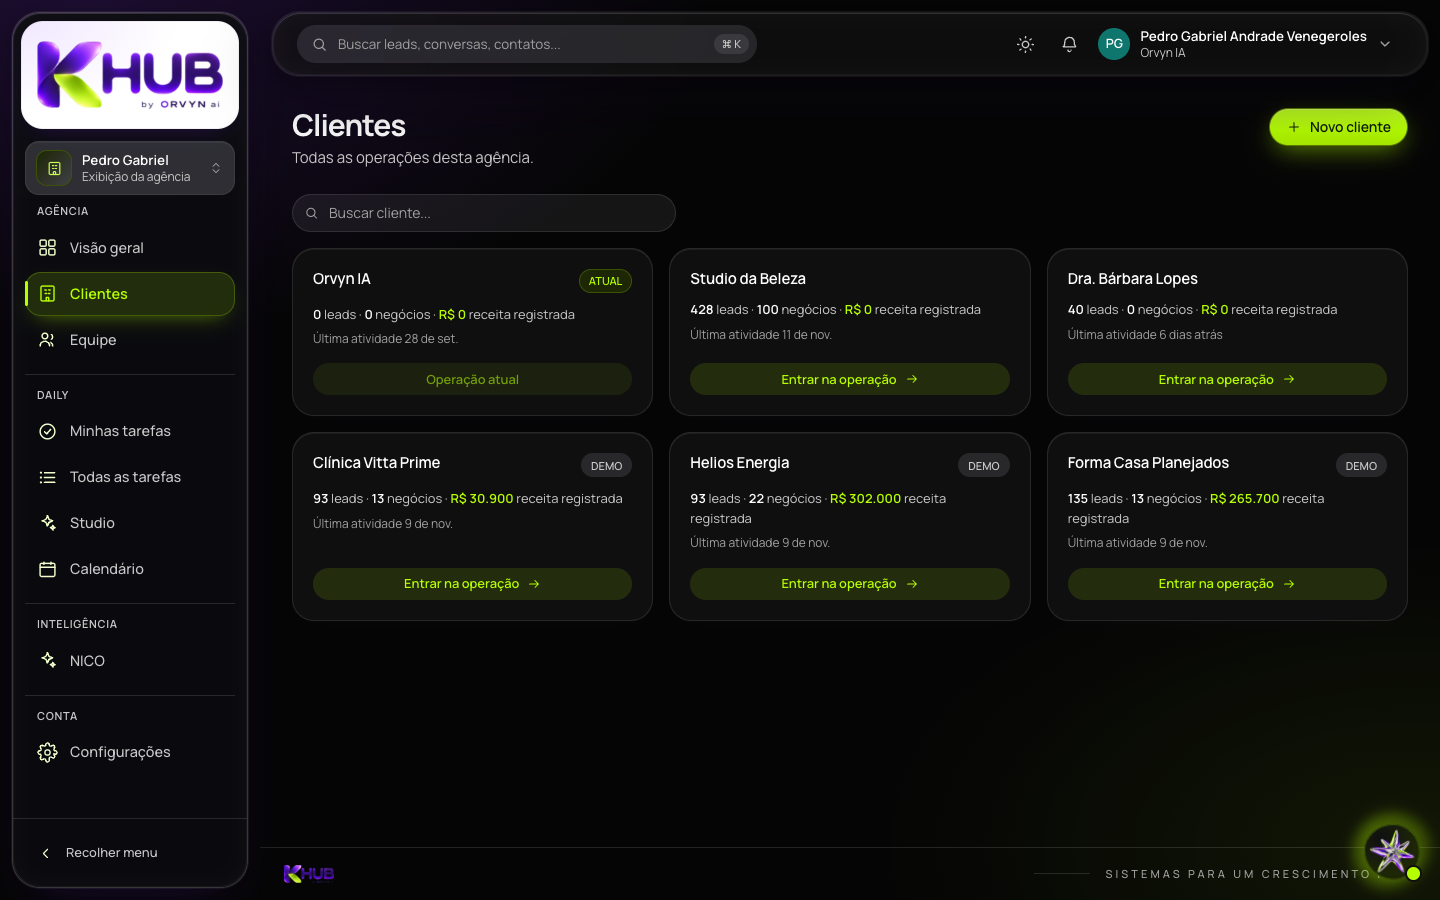 KHUB
by ORVYN ai
Pedro Gabriel
Exibição da agência
AGÊNCIA
Visão geral
Clientes
Equipe
DAILY
Minhas tarefas
Todas as tarefas
Studio
Calendário
INTELIGÊNCIA
NICO
CONTA
Configurações
Recolher menu
Buscar leads, conversas, contatos...
⌘ K
PG
Pedro Gabriel Andrade Venegeroles
Orvyn IA
Clientes
Todas as operações desta agência.
Novo cliente
Buscar cliente...
Orvyn IA
ATUAL
0 leads · 0 negócios · R$ 0 receita registrada
Última atividade 28 de set.
Operação atual
Studio da Beleza
428 leads · 100 negócios · R$ 0 receita registrada
Última atividade 11 de nov.
Entrar na operação →
Dra. Bárbara Lopes
40 leads · 0 negócios · R$ 0 receita registrada
Última atividade 6 dias atrás
Entrar na operação →
Clínica Vitta Prime
DEMO
93 leads · 13 negócios · R$ 30.900 receita registrada
Última atividade 9 de nov.
Entrar na operação →
Helios Energia
DEMO
93 leads · 22 negócios · R$ 302.000 receita
registrada
Última atividade 9 de nov.
Entrar na operação →
Forma Casa Planejados
DEMO
135 leads · 13 negócios · R$ 265.700 receita
registrada
Última atividade 9 de nov.
Entrar na operação →
KHUB
SISTEMAS PARA UM CRESCIMENTO